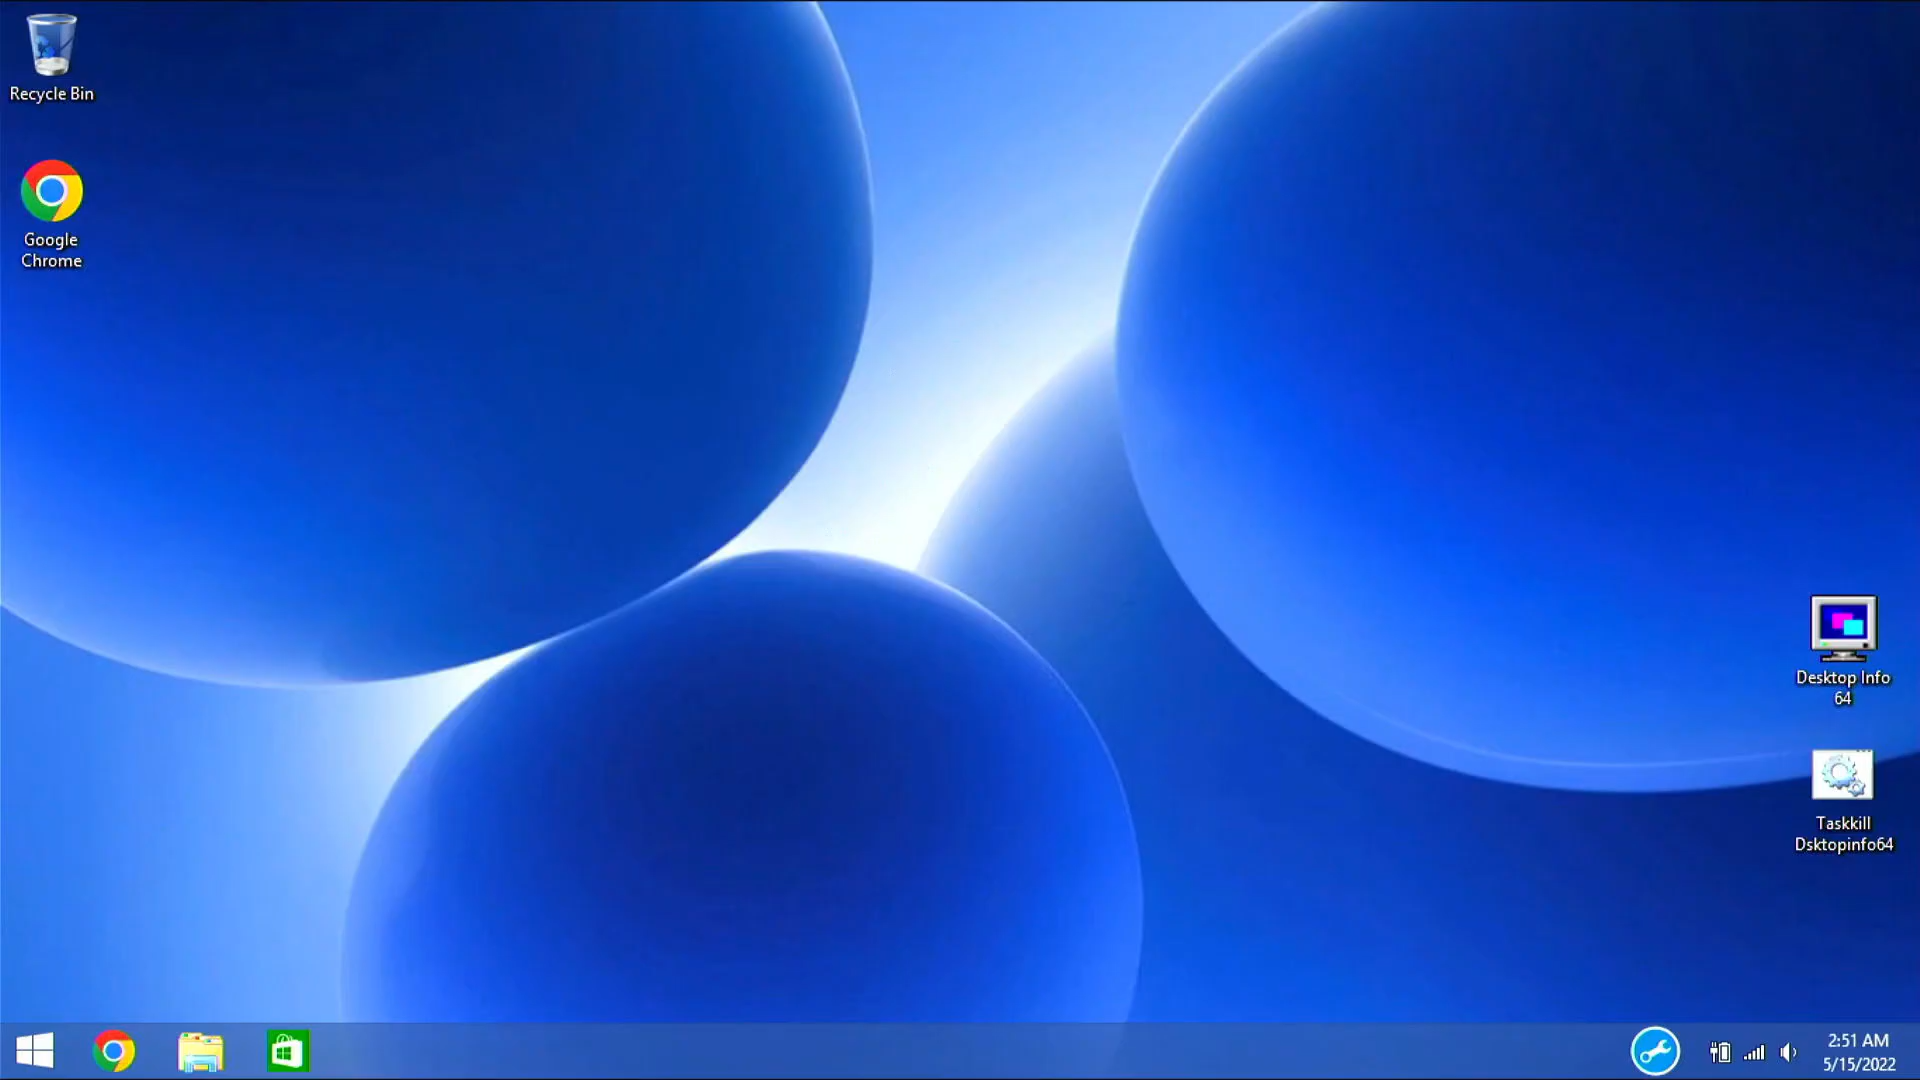 Recycle Bin
Google
Chrome
Desktop Info
64
Taskkill
Dsktopinfo64
2:51 AM
5/15/2022